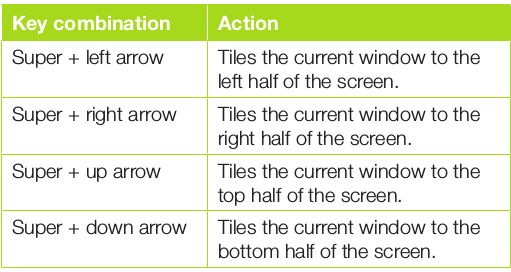 Key combination Action
Super + left arrow Tiles the current window to the
left half of the screen.
Super + right arrow Tiles the current window to the
right half of the screen.
Super + up arrow Tiles the current window to the
top half of the screen.
Super + down arrow Tiles the current window to the
bottom half of the screen.